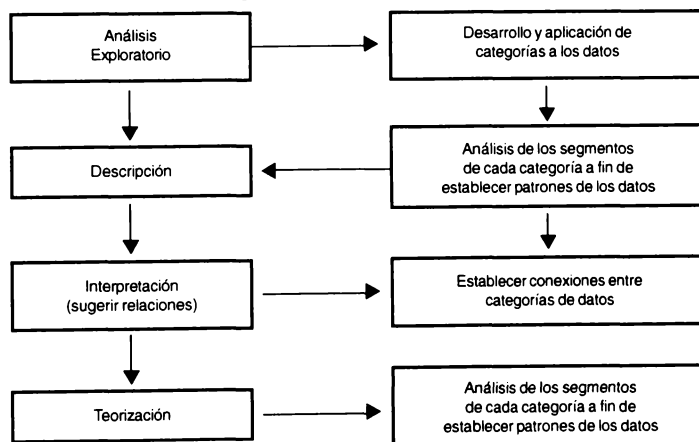 Análisis
Exploratorio
Desarrollo y aplicación de
categorías a los datos
Descripción
Análisis de los segmentos
de cada categoría a fin de
establecer patrones de los datos
Interpretación
(sugerir relaciones)
Establecer conexiones entre
categorías de datos
Teorización
Análisis de los segmentos
de cada categoría a fin de
establecer patrones de los datos